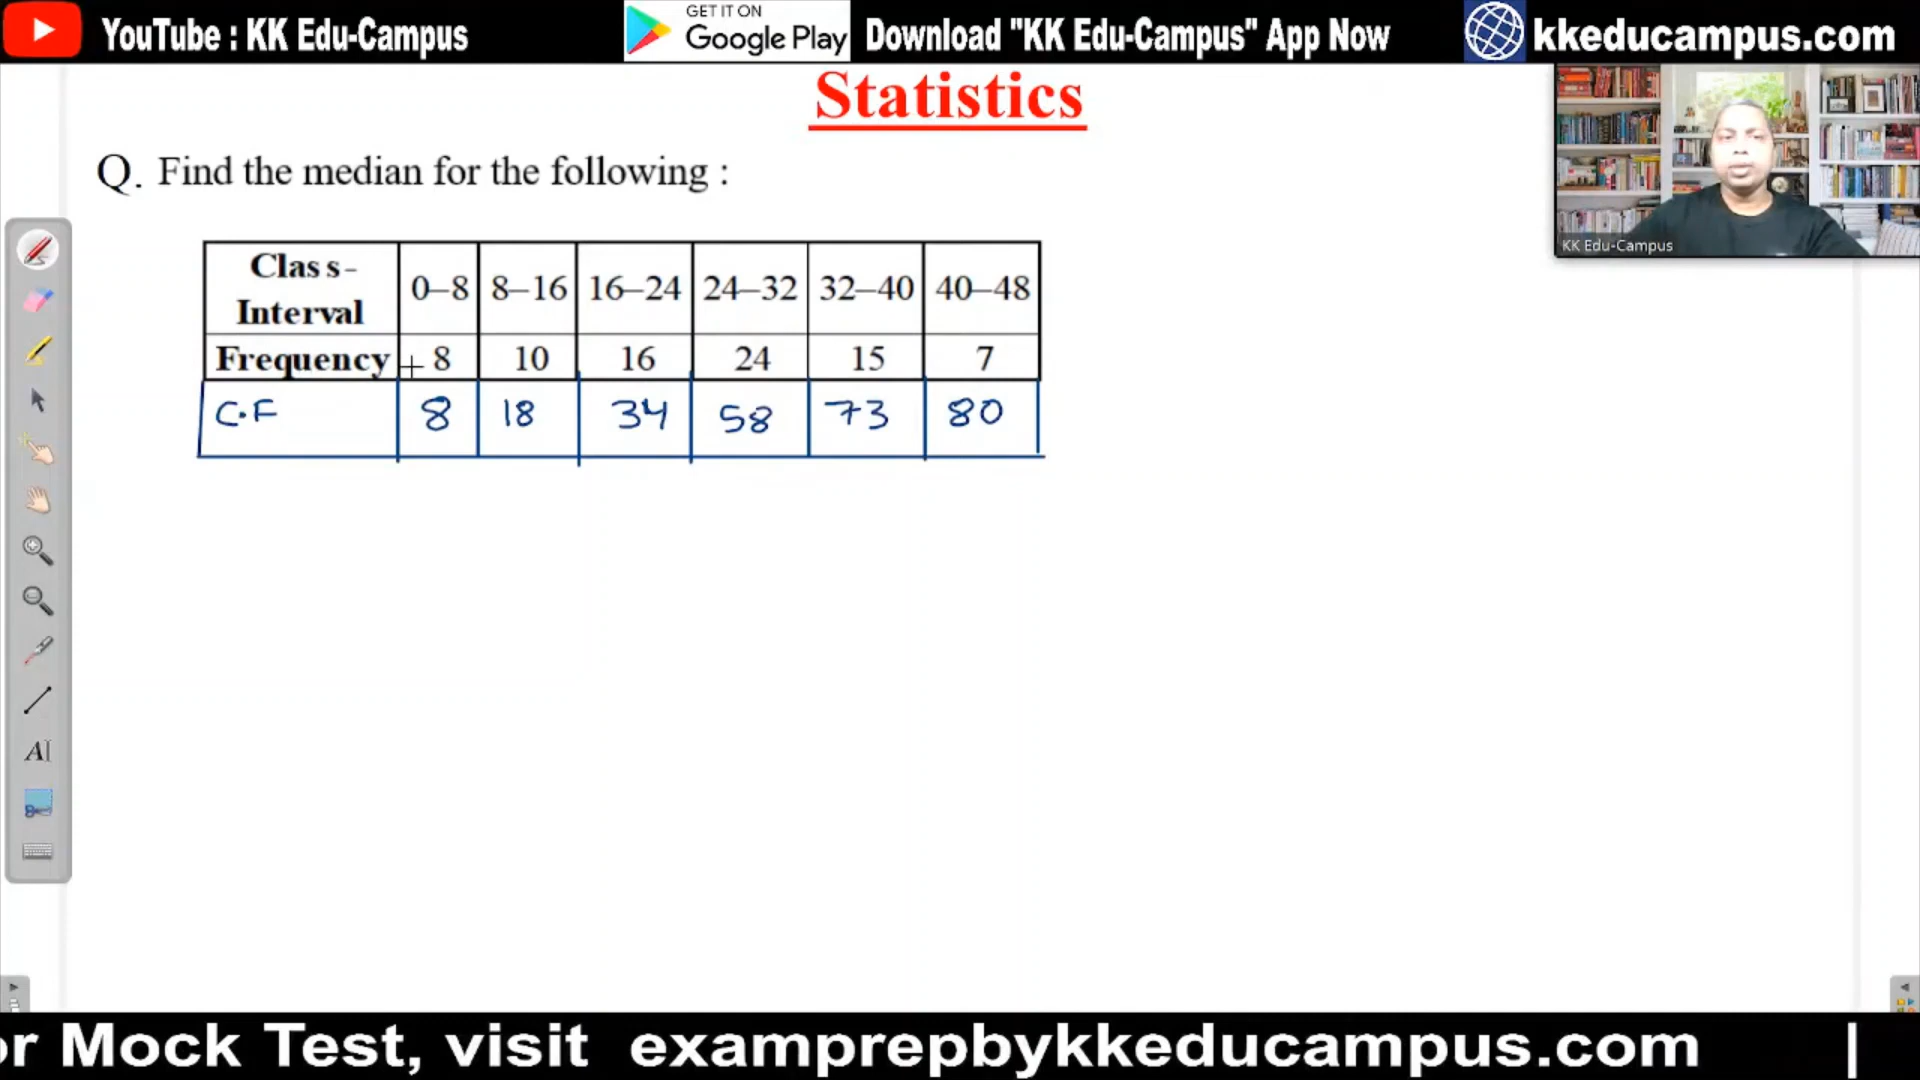 YouTube : KK Edu-Campus GET IT ON Google Play Download "KK Edu-Campus" App Now kkeducampus.com
Statistics
Q. Find the median for the following :
KK Edu-Campus
Class-Interval 0–8 8–16 16–24 24–32 32–40 40–48
Frequency 8 10 16 24 15 7
C.F 8 18 34 58 73 80
AI
or Mock Test, visit examprepbykkeducampus.com |